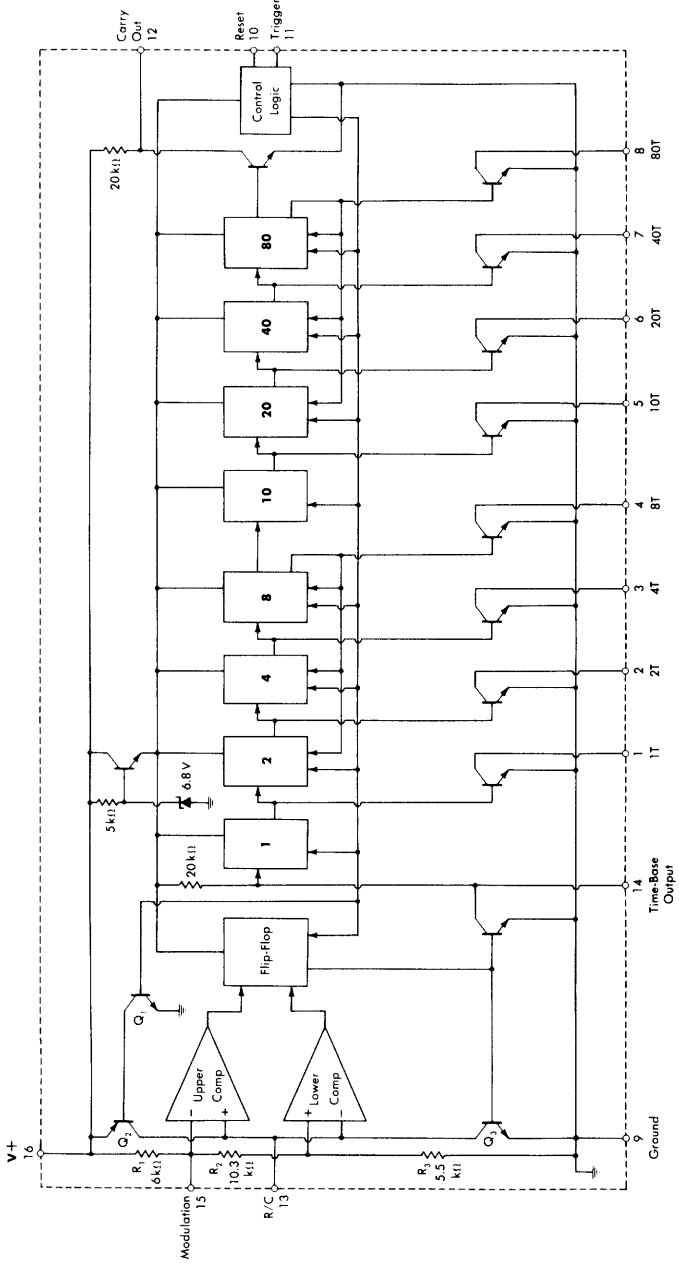 V+
16
R1
6 kΩ
Modulation
15
R2
10.3
kΩ
R/C
13
R3
5.5
kΩ
Q2
Q1
Q3
Upper
Comp
−
+
Lower
Comp
+
−
Flip-Flop
20 kΩ
5 kΩ
6.8 V
1
2
4
8
10
20
40
80
20 kΩ
Carry
Out
12
Control
Logic
Reset
10
Trigger
11
9
Ground
14
Time-Base
Output
1
1T
2
2T
3
4T
4
8T
5
10T
6
20T
7
40T
8
80T